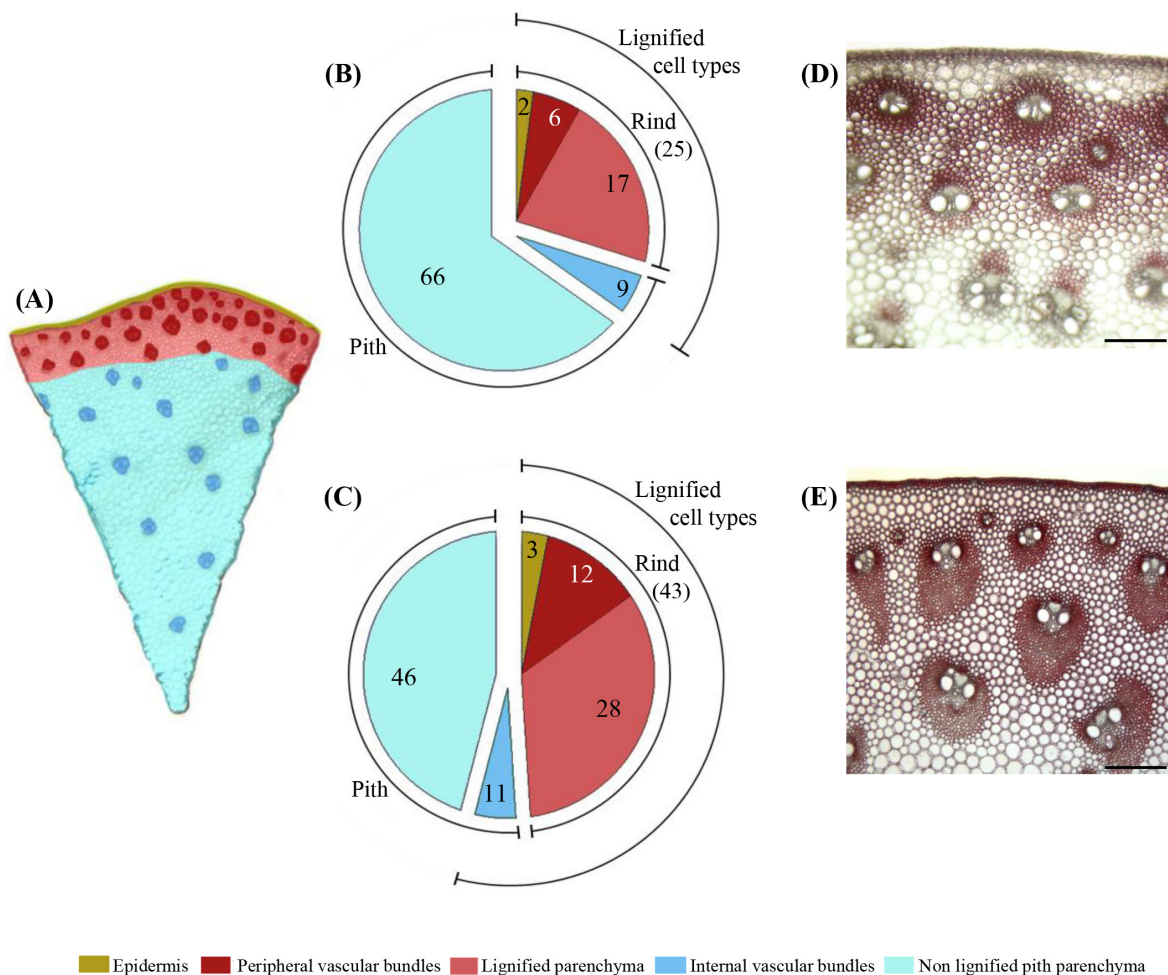 (A)
(B)
Lignified
cell types
Rind
(25)
2
6
17
9
66
Pith
(C)
Lignified
cell types
Rind
(43)
3
12
28
11
46
Pith
(D)
(E)
Epidermis
Peripheral vascular bundles
Lignified parenchyma
Internal vascular bundles
Non lignified pith parenchyma